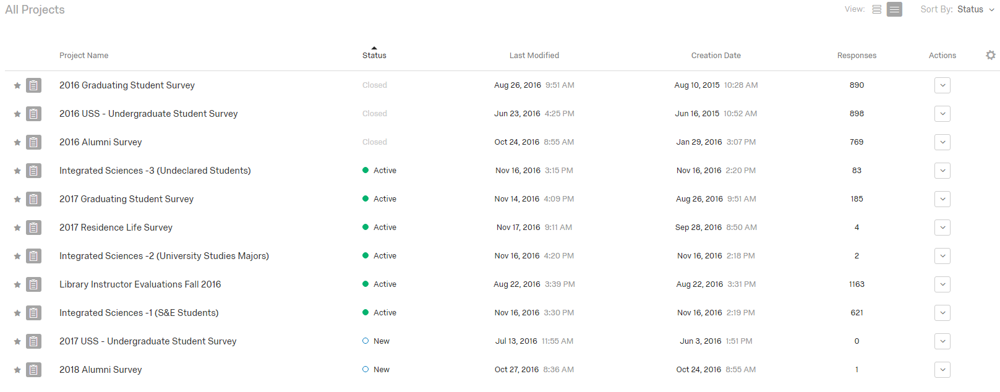 All Projects View: Sort By: Status
Project Name Status Last Modified Creation Date Responses Actions
2016 Graduating Student Survey Closed Aug 26, 2016 9:51 AM Aug 10, 2015 10:28 AM 890
2016 USS - Undergraduate Student Survey Closed Jun 23, 2016 4:25 PM Jun 16, 2015 10:52 AM 898
2016 Alumni Survey Closed Oct 24, 2016 8:55 AM Jan 29, 2016 3:07 PM 769
Integrated Sciences -3 (Undeclared Students) Active Nov 16, 2016 3:15 PM Nov 16, 2016 2:20 PM 83
2017 Graduating Student Survey Active Nov 14, 2016 4:09 PM Aug 26, 2016 9:51 AM 185
2017 Residence Life Survey Active Nov 17, 2016 9:11 AM Sep 28, 2016 8:50 AM 4
Integrated Sciences -2 (University Studies Majors) Active Nov 16, 2016 4:20 PM Nov 16, 2016 2:18 PM 2
Library Instructor Evaluations Fall 2016 Active Aug 22, 2016 3:39 PM Aug 22, 2016 3:31 PM 1163
Integrated Sciences -1 (S&E Students) Active Nov 16, 2016 3:30 PM Nov 16, 2016 2:19 PM 621
2017 USS - Undergraduate Student Survey New Jul 13, 2016 11:55 AM Jun 3, 2016 1:51 PM 0
2018 Alumni Survey New Oct 27, 2016 8:36 AM Oct 24, 2016 8:55 AM 1